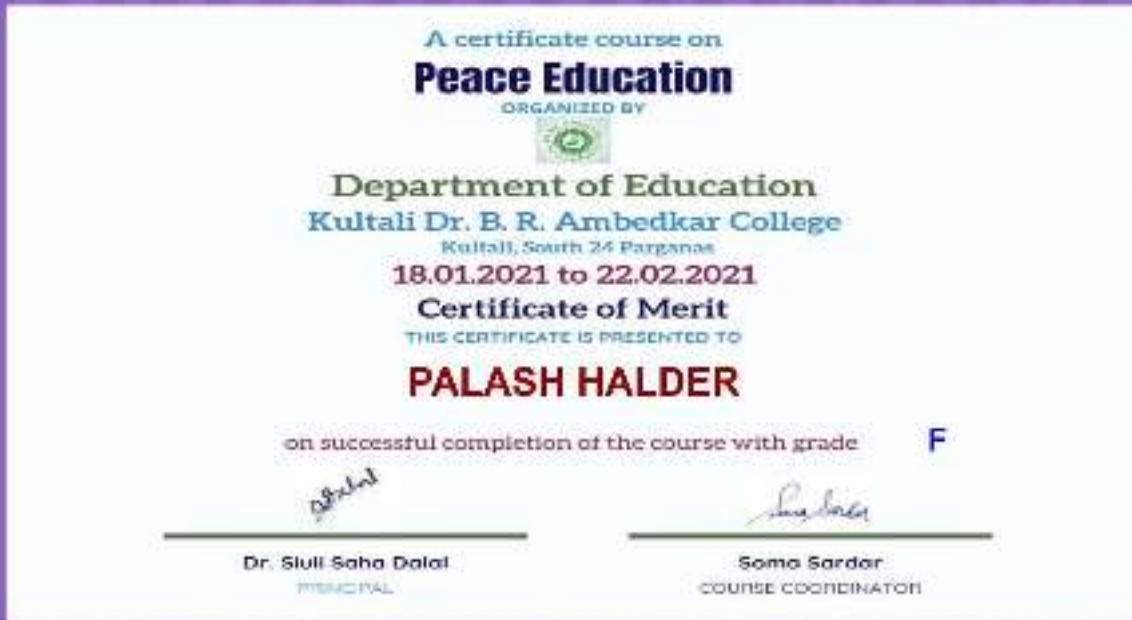 A certificate course on
Peace Education
ORGANIZED BY
Department of Education
Kultali Dr. B. R. Ambedkar College
Kultali, South 24 Parganas
18.01.2021 to 22.02.2021
Certificate of Merit
THIS CERTIFICATE IS PRESENTED TO
PALASH HALDER
on successful completion of the course with grade F
Dr. Siuli Saha Dalal
PRINCIPAL
Soma Sardar
COURSE COORDINATOR